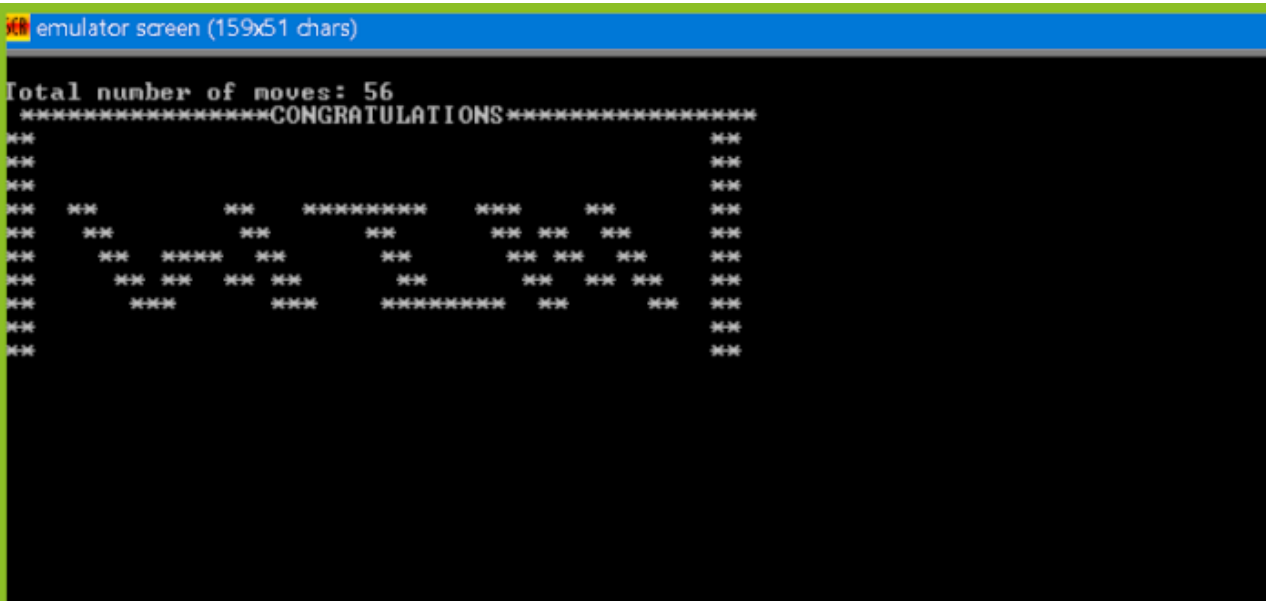 emulator screen (159x51 chars)
Total number of moves: 56
 ****************CONGRATULATIONS****************
**                                           **
**                                           **
**                                           **
**  **        **   ********   ***    **      **
**   **        **      **      ** **  **     **
**    **  ****  **      **      ** **  **    **
**     ** **  ** **      **      **  ** **   **
**      ***      ***    ********  **     **  **
**                                           **
**                                           **